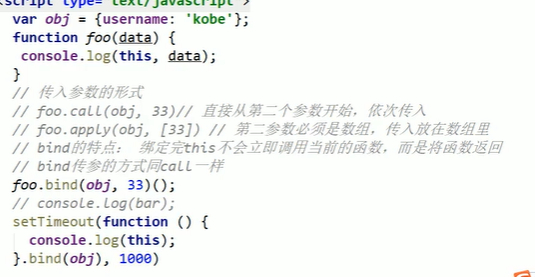 <script type="text/javascript">
var obj = {username: 'kobe'};
function foo(data) {
console.log(this, data);
}
// 传入参数的形式
// foo.call(obj, 33)// 直接从第二个参数开始，依次传入
// foo.apply(obj, [33]) // 第二参数必须是数组，传入放在数组里
// bind的特点： 绑定完this不会立即调用当前的函数，而是将函数返回
// bind传参的方式同call一样
foo.bind(obj, 33)();
// console.log(bar);
setTimeout(function () {
console.log(this);
}.bind(obj), 1000)